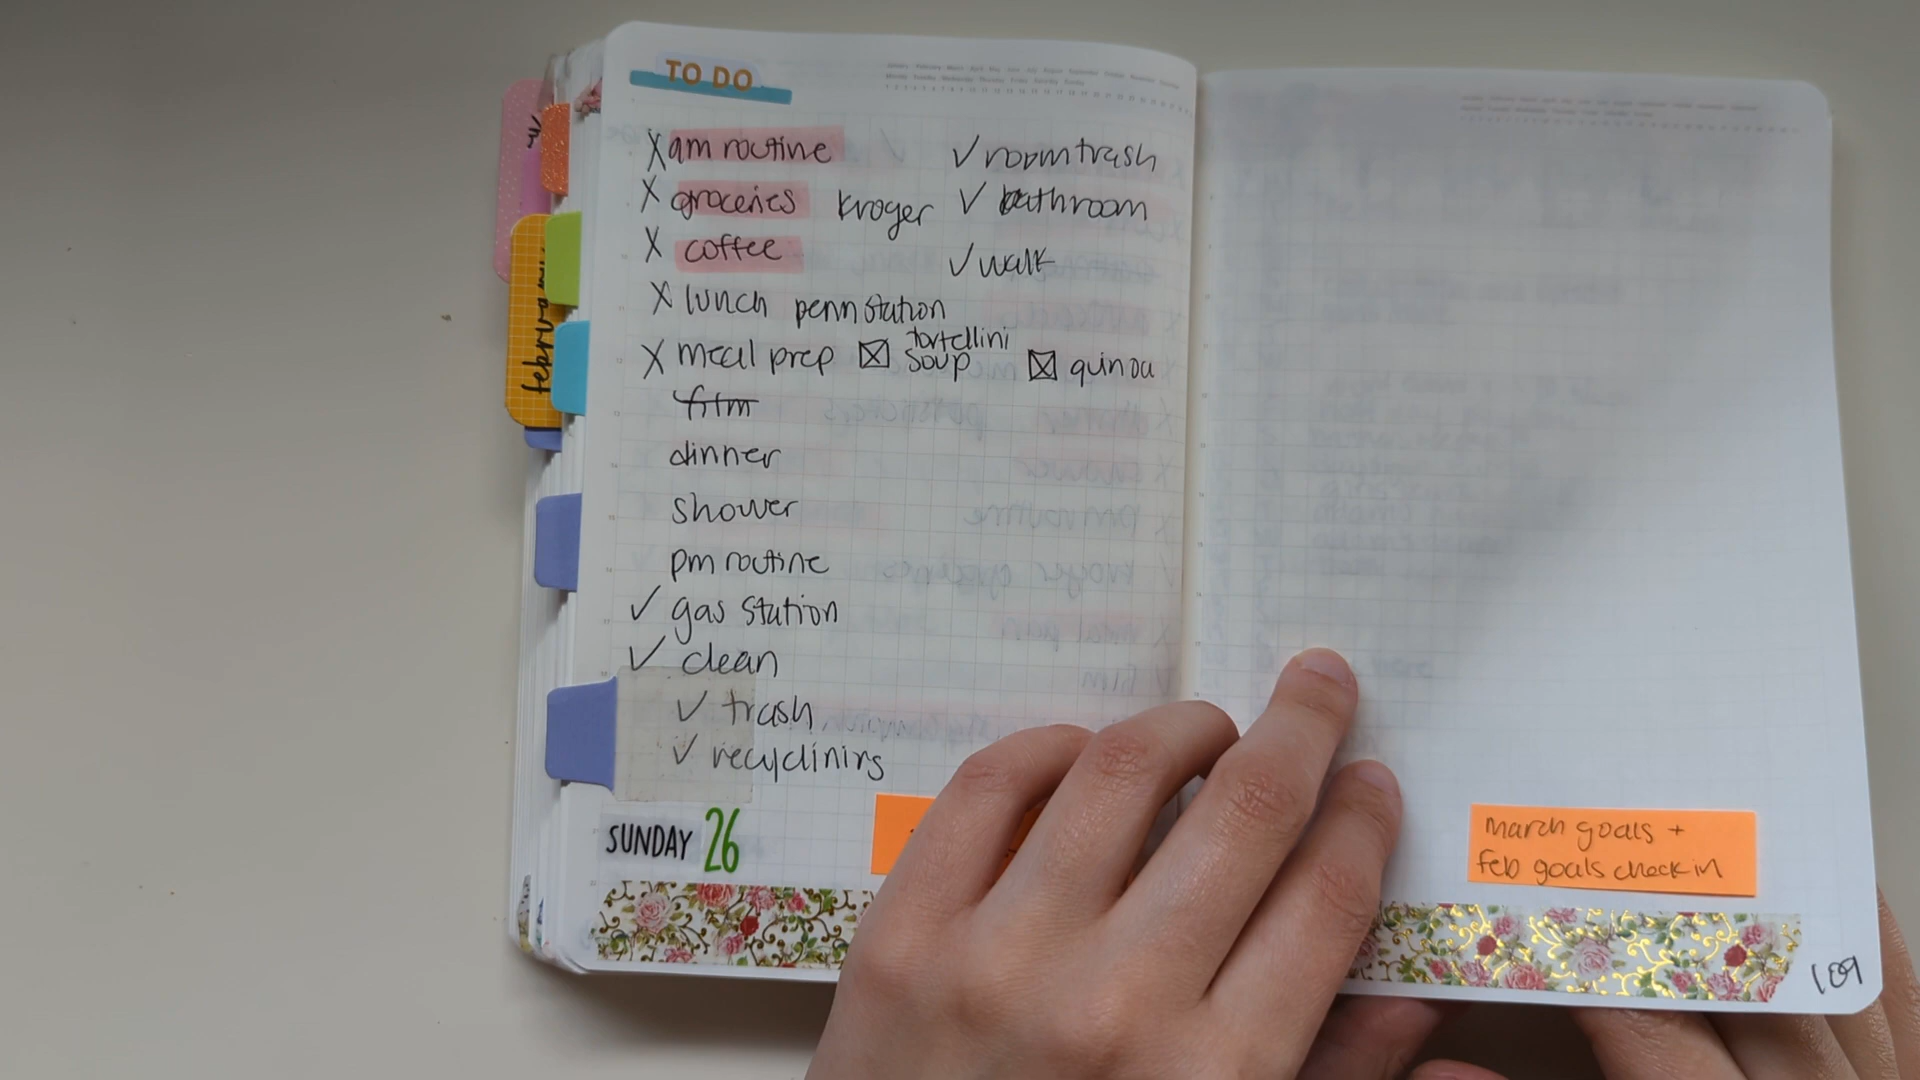 TO DO
X am routine
X groceries kroger
X coffee
X lunch penn station
X meal prep ☒ tortellini soup ☒ quinoa
film
dinner
shower
pm routine
✓ gas station
✓ clean
✓ trash
✓ recyclinirs
✓ room trash
✓ bathroom
✓ walk
SUNDAY 26
february
march goals +
feb goals check in
109